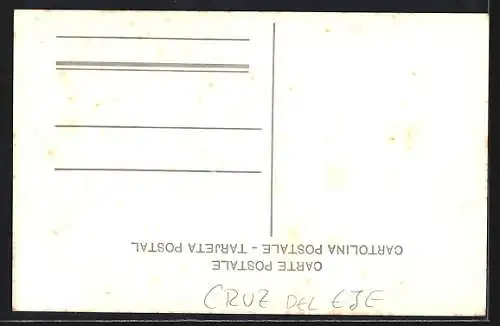 CARTE POSTALE
CARTOLINA POSTALE - TARJETA POSTAL
CRUZ DEL EJE